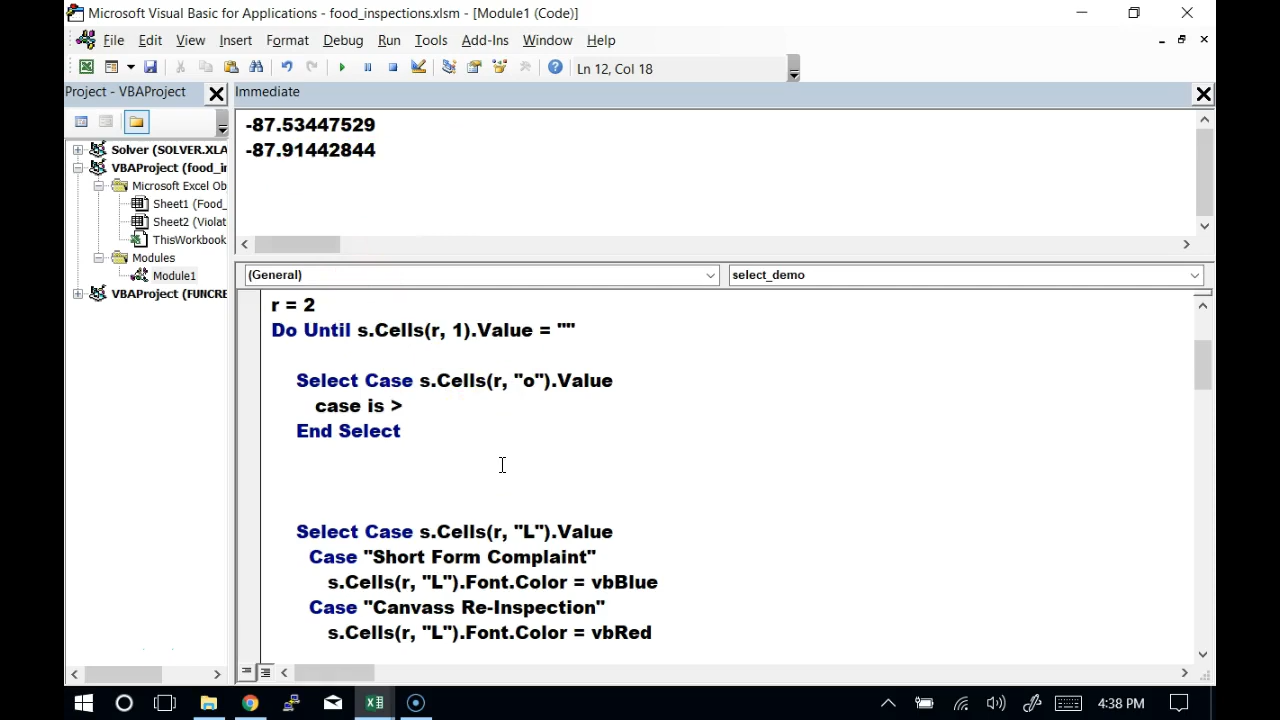 Microsoft Visual Basic for Applications - food_inspections.xlsm - [Module1 (Code)]
File Edit View Insert Format Debug Run Tools Add-Ins Window Help
Ln 12, Col 18
Project - VBAProject
Immediate
-87.53447529
-87.91442844
Solver (SOLVER.XLA
VBAProject (food_in
Microsoft Excel Ob
Sheet1 (Food_
Sheet2 (Violat
ThisWorkbook
Modules
Module1
VBAProject (FUNCRE
(General) select_demo
r = 2
Do Until s.Cells(r, 1).Value = ""
Select Case s.Cells(r, "o").Value
case is >
End Select
Select Case s.Cells(r, "L").Value
Case "Short Form Complaint"
s.Cells(r, "L").Font.Color = vbBlue
Case "Canvass Re-Inspection"
s.Cells(r, "L").Font.Color = vbRed
4:38 PM